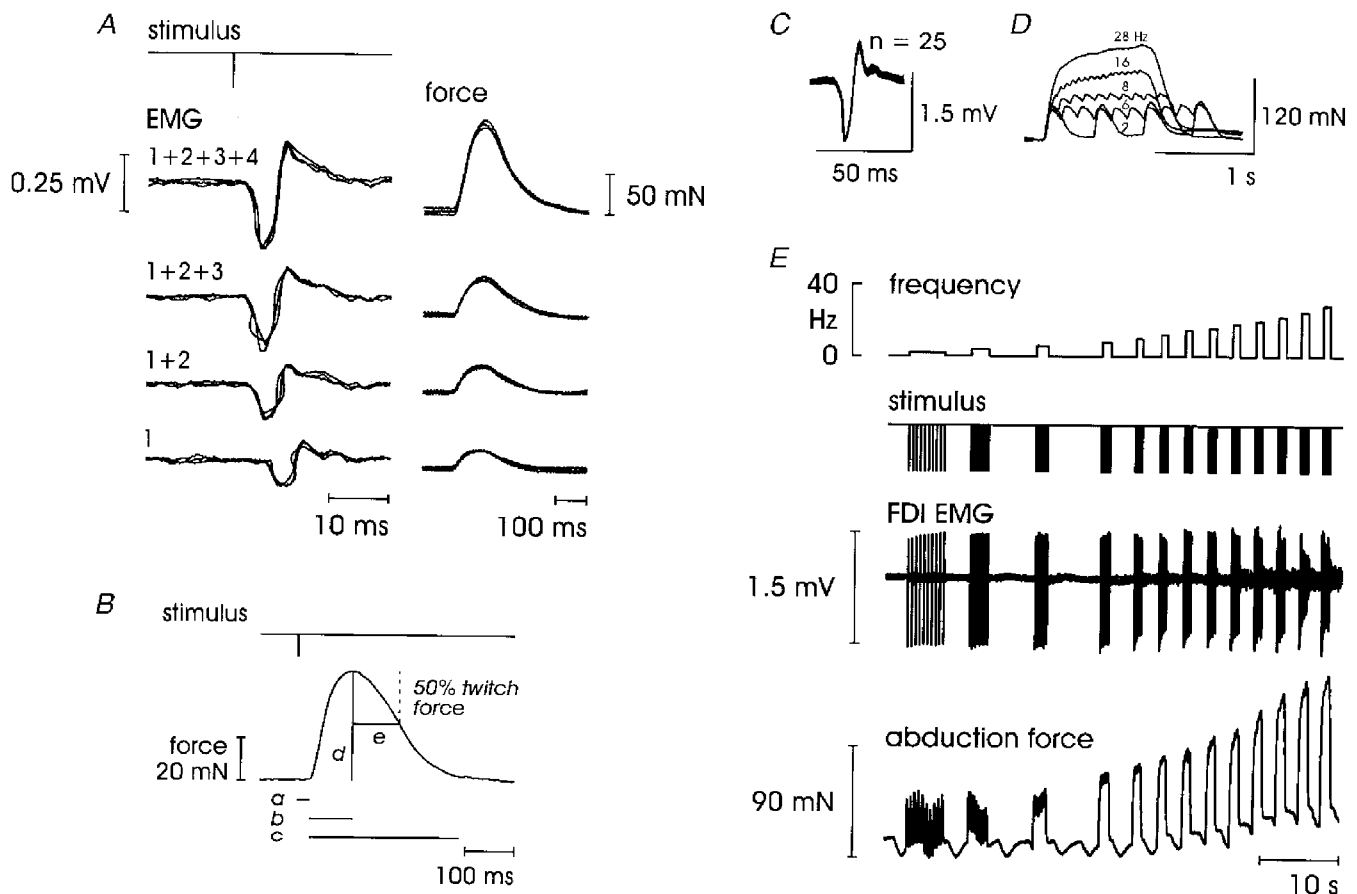 A
stimulus
EMG
force
1+2+3+4
0.25 mV
50 mN
1+2+3
1+2
1
10 ms
100 ms
B
stimulus
50% twitch
force
force
20 mN
d
e
a
b
c
100 ms
C
n = 25
1.5 mV
50 ms
D
28 Hz
16
8
6
2
120 mN
1 s
E
40
Hz
0
frequency
stimulus
FDI EMG
1.5 mV
abduction force
90 mN
10 s